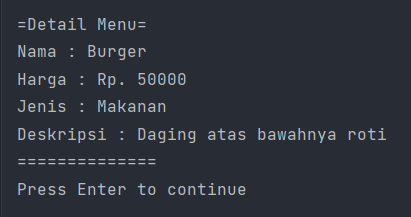 =Detail Menu=
Nama : Burger
Harga : Rp. 50000
Jenis : Makanan
Deskripsi : Daging atas bawahnya roti
==============
Press Enter to continue